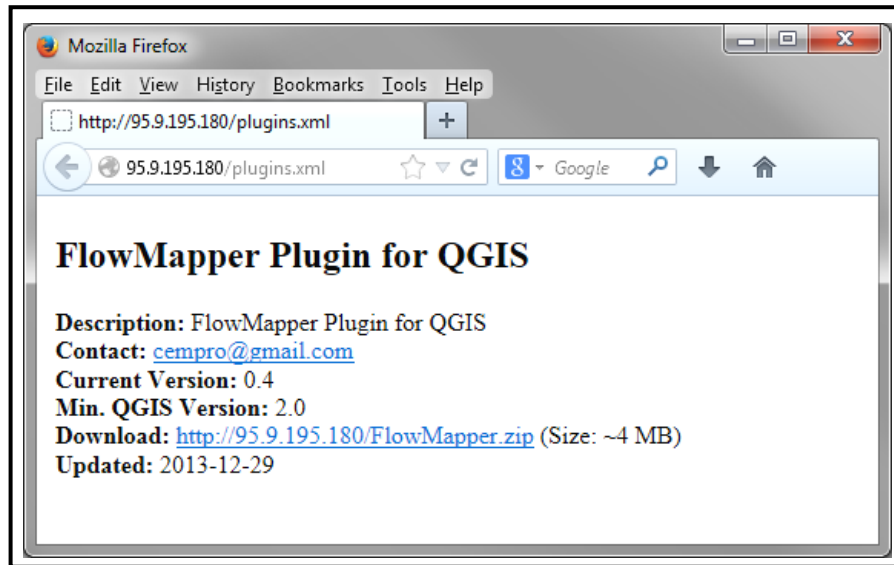 Mozilla Firefox
File Edit View History Bookmarks Tools Help
http://95.9.195.180/plugins.xml
95.9.195.180/plugins.xml
Google
FlowMapper Plugin for QGIS
Description: FlowMapper Plugin for QGIS
Contact: cempro@gmail.com
Current Version: 0.4
Min. QGIS Version: 2.0
Download: http://95.9.195.180/FlowMapper.zip (Size: ~4 MB)
Updated: 2013-12-29